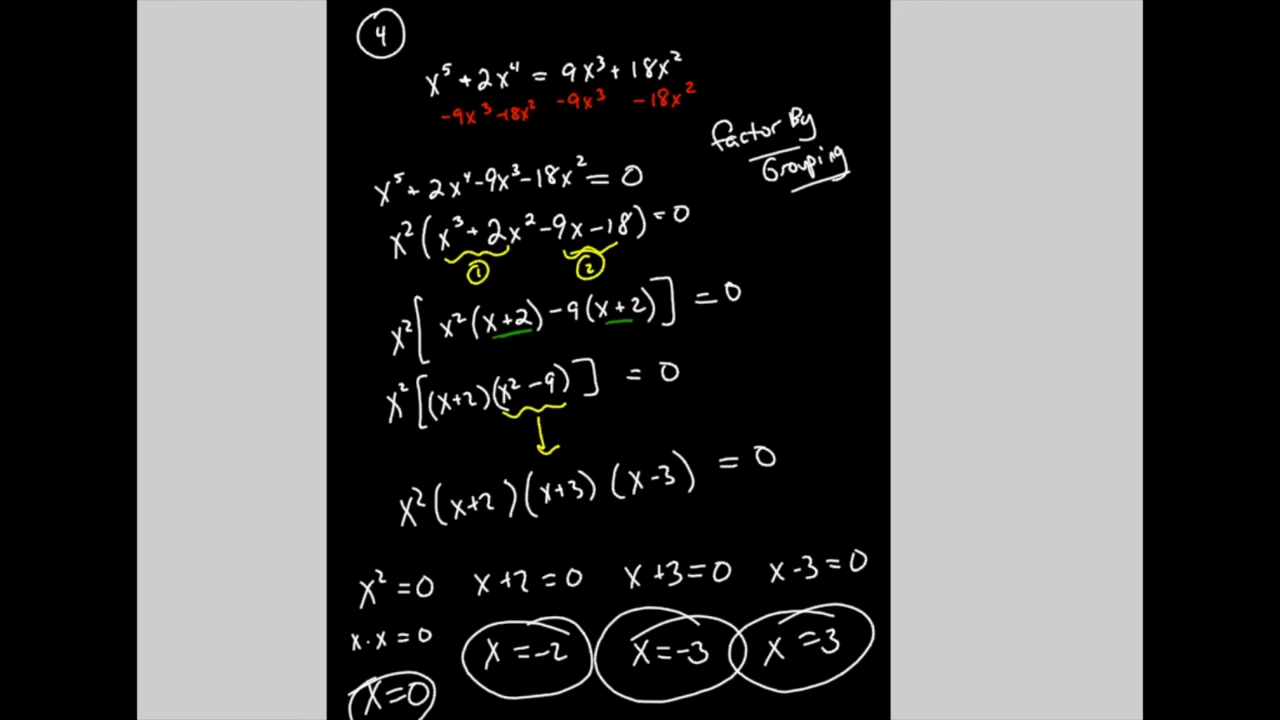 4
x⁵ + 2x⁴ = 9x³ + 18x²
-9x³ -18x² -9x³ -18x²
Factor By
Grouping
x⁵ + 2x⁴ - 9x³ - 18x² = 0
x² (x³ + 2x² - 9x - 18) = 0
1 2
x² [ x² (x+2) - 9 (x+2) ] = 0
x² [ (x+2) (x² - 9) ] = 0
x² (x+2) (x+3) (x-3) = 0
x² = 0 x + 2 = 0 x + 3 = 0 x - 3 = 0
x · x = 0
x = -2 x = -3 x = 3
x = 0